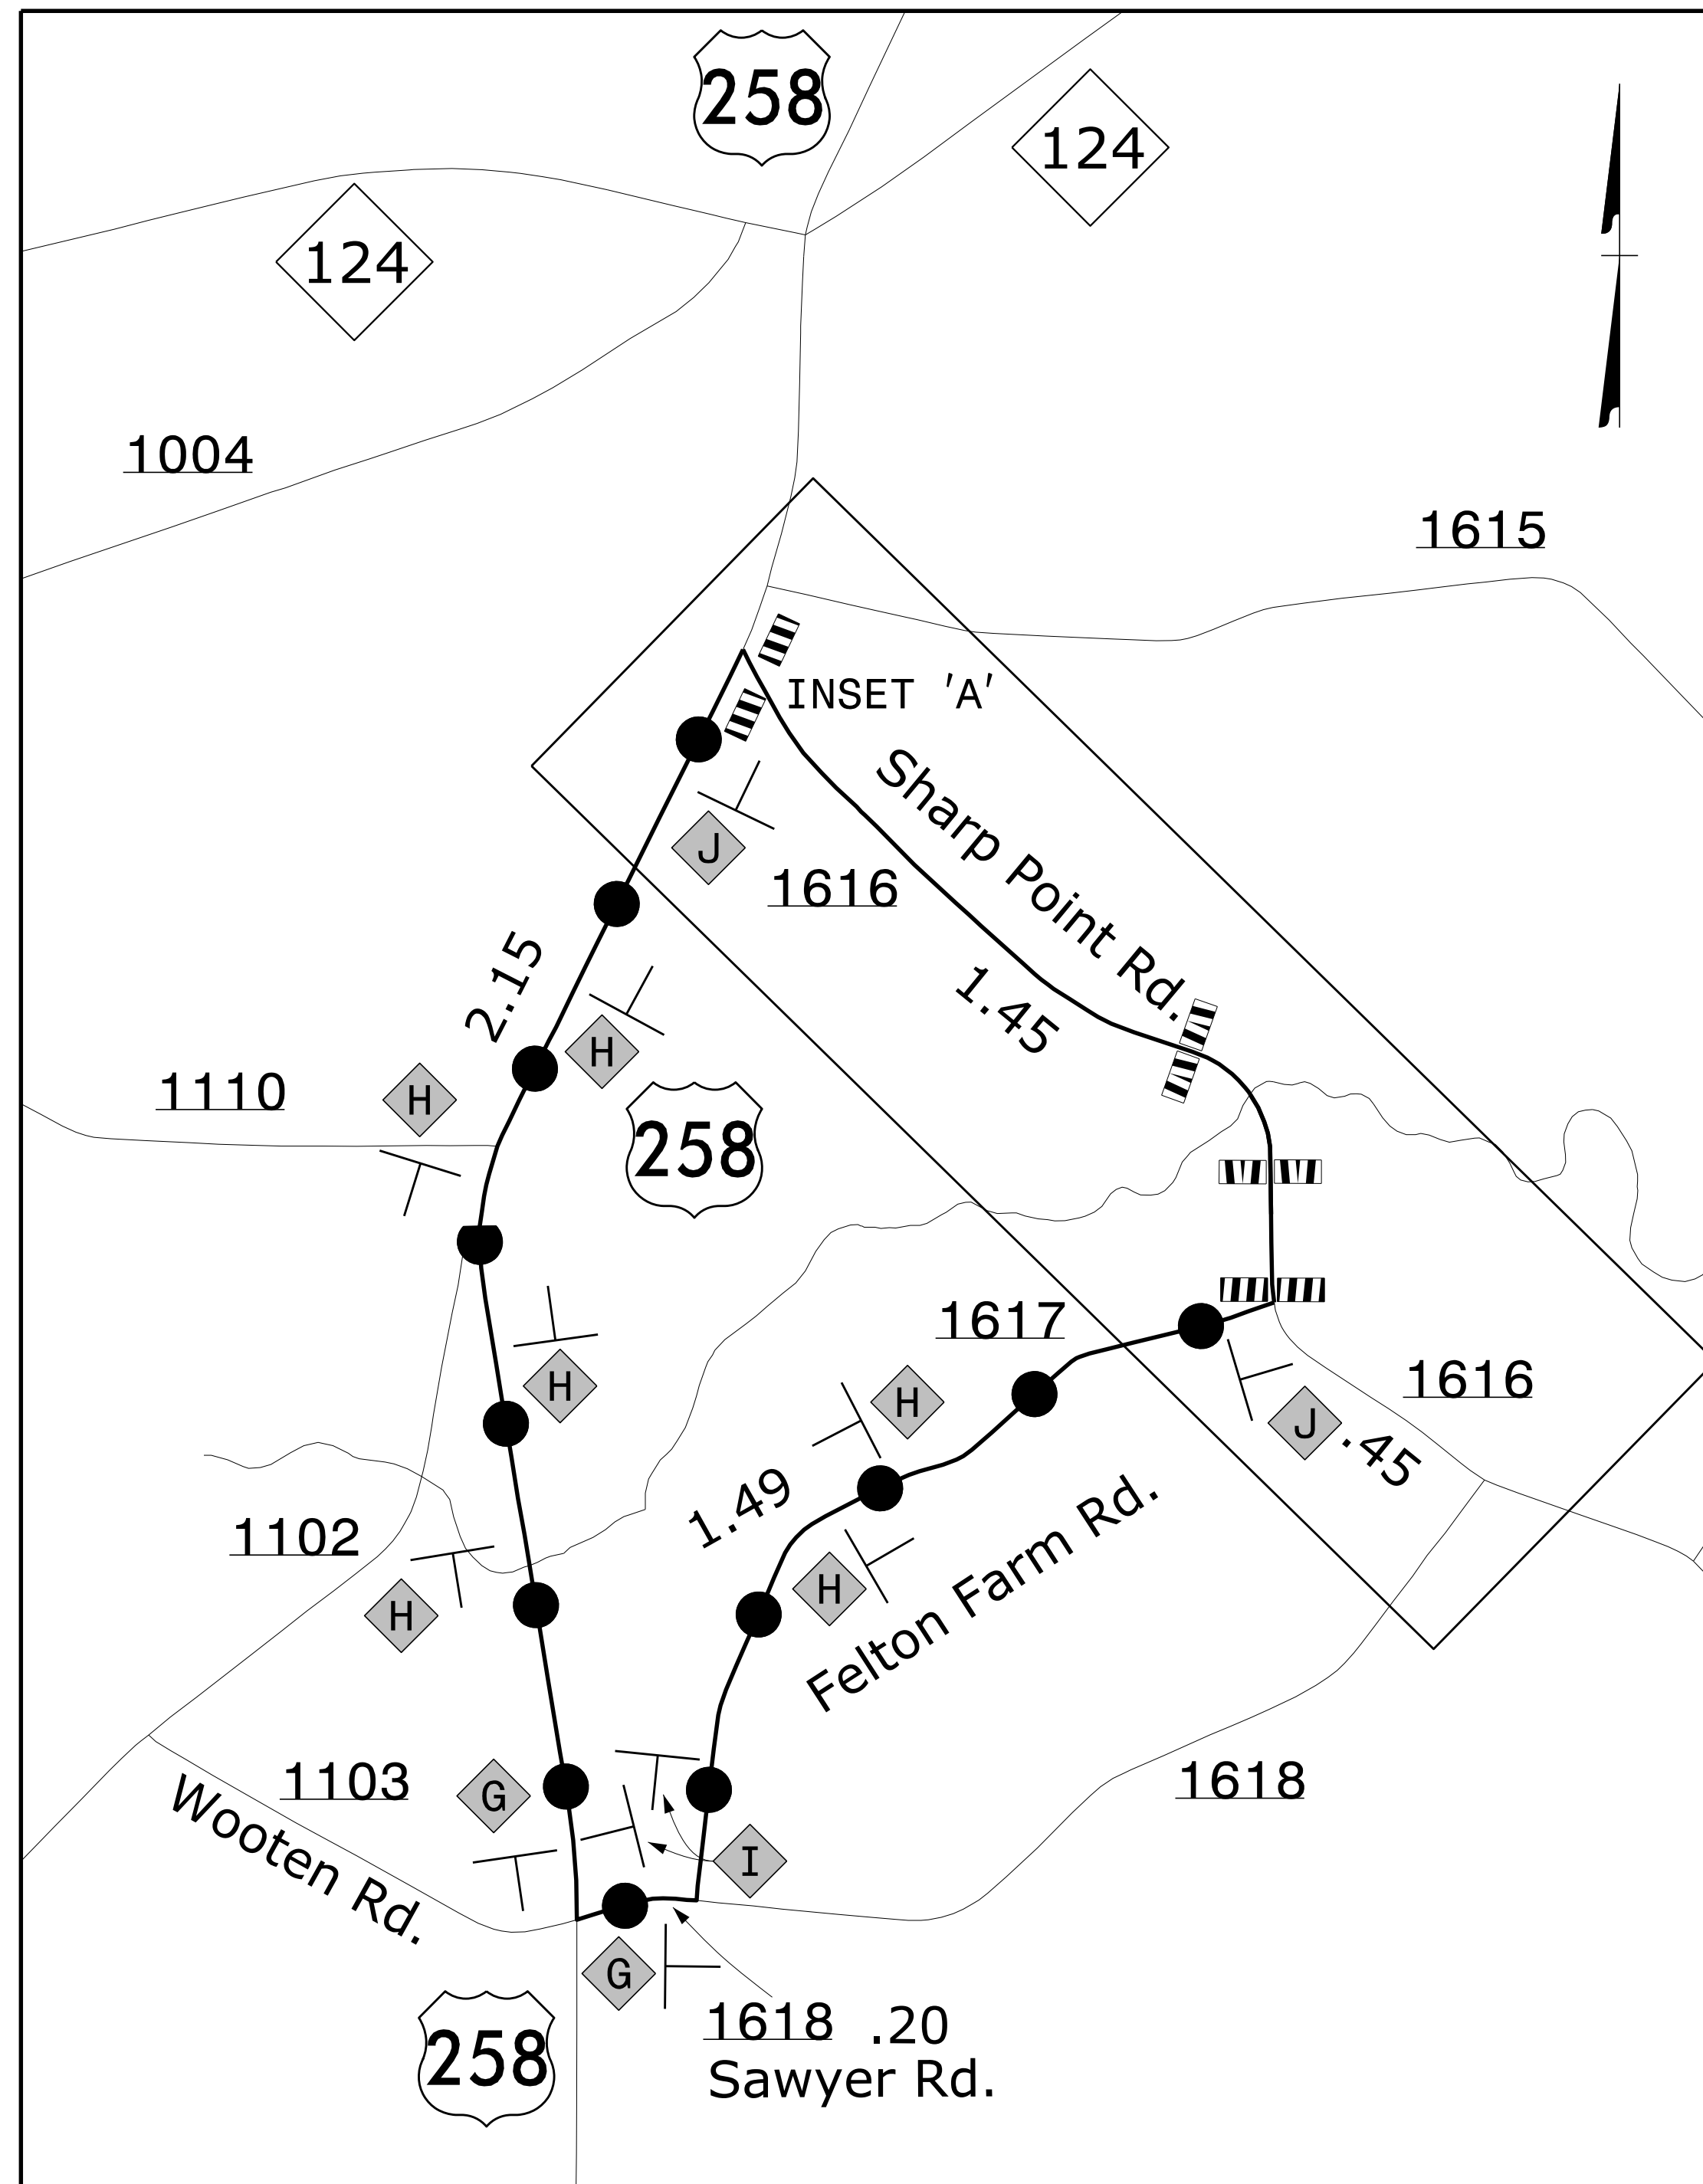 258
124
124
1004
1615
INSET 'A'
Sharp Point Rd.
J
1616
2.15
1.45
H
H
1110
258
1617
H
H
1616
J
.45
1.49
1102
H
H
Felton Farm Rd.
1103
G
1618
Wooten Rd.
I
G
1618 .20
Sawyer Rd.
258